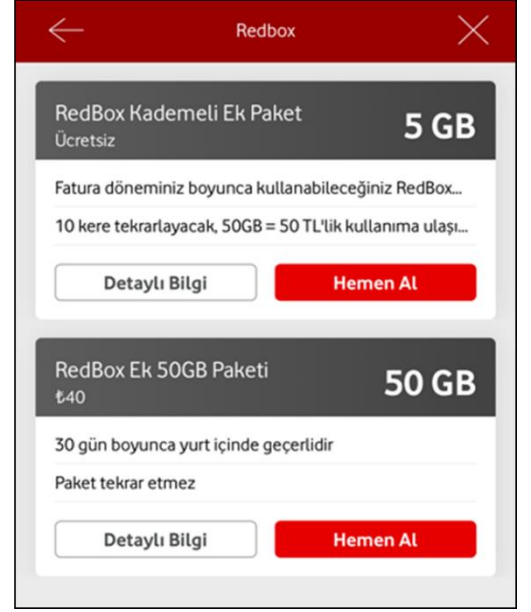 Redbox
RedBox Kademeli Ek Paket
Ücretsiz
5 GB
Fatura döneminiz boyunca kullanabileceğiniz RedBox...
10 kere tekrarlayacak, 50GB = 50 TL'lik kullanıma ulaşı...
Detaylı Bilgi
Hemen Al
RedBox Ek 50GB Paketi
₺40
50 GB
30 gün boyunca yurt içinde geçerlidir
Paket tekrar etmez
Detaylı Bilgi
Hemen Al